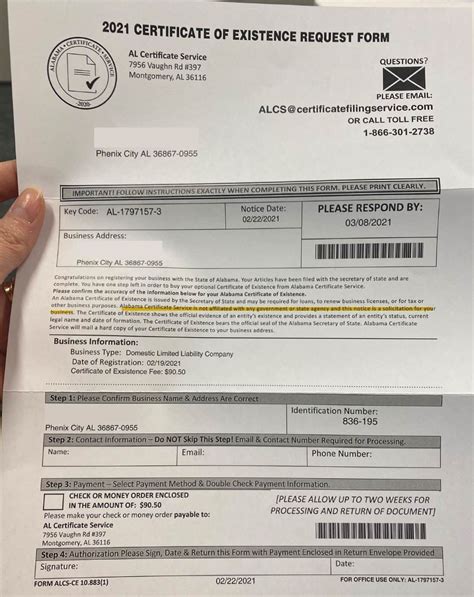 2021 CERTIFICATE OF EXISTENCE REQUEST FORM
ALABAMA • CERTIFICATE • SERVICE
-2020-
AL Certificate Service
7956 Vaughn Rd #397
Montgomery, AL 36116
QUESTIONS?
PLEASE EMAIL:
ALCS@certificatefilingservice.com
OR CALL TOLL FREE
1-866-301-2738
Phenix City AL 36867-0955
IMPORTANT! FOLLOW INSTRUCTIONS EXACTLY WHEN COMPLETING THIS FORM. PLEASE PRINT CLEARLY.
Key Code: AL-1797157-3
Notice Date:
02/22/2021
PLEASE RESPOND BY:
03/08/2021
Business Address:
Phenix City AL 36867-0955
Congratulations on registering your business with the State of Alabama. Your Articles have been filed with the secretary of state and are
complete. You have one step left in order to buy your optional Certificate of Existence from Alabama Certificate Service.
Please confirm the accuracy of the information below for your Alabama Certificate of Existence.
An Alabama Certificate of Existence is issued by the Secretary of State and may be required for loans, to renew business licenses, or for tax or
other business purposes. Alabama Certificate Service is not affiliated with any government or state agency and this notice is a solicitation for you
business. The Certificate of Existence shows the official evidence of an entity's existence and provides a statement of an entity's status, current
legal name and date of formation. The Certificate of Existence bears the official seal of the Alabama Secretary of State. Alabama Certificate
Service will mail a hard copy of your Certificate of Existence to your business address.
Business Information:
Business Type: Domestic Limited Liability Company
Date of Registration: 02/19/2021
Certificate of Exsistence Fee: $90.50
Step 1: Please Confirm Business Name & Address Are Correct
Identification Number:
836-195
Phenix City AL 36867-0955
Step 2: Contact Information – Do NOT Skip This Step! Email & Contact Number Required for Processing.
Name:
Email:
Phone Number:
Step 3: Payment – Select Payment Method & Double Check Payment Information.
CHECK OR MONEY ORDER ENCLOSED
IN THE AMOUNT OF: $90.50
Please make your check or money order payable to:
AL Certificate Service
7956 Vaughn Rd #397
Montgomery, AL 36116
[PLEASE ALLOW UP TO TWO WEEKS FOR
PROCESSING AND RETURN OF DOCUMENT]
Step 4: Authorization Please Sign, Date & Return this Form with Payment Enclosed in Return Envelope Provided
Signature:
Date:
FORM ALCS-CE 10.883(1)
02/22/2021
FOR OFFICE USE ONLY: AL-1797157-3